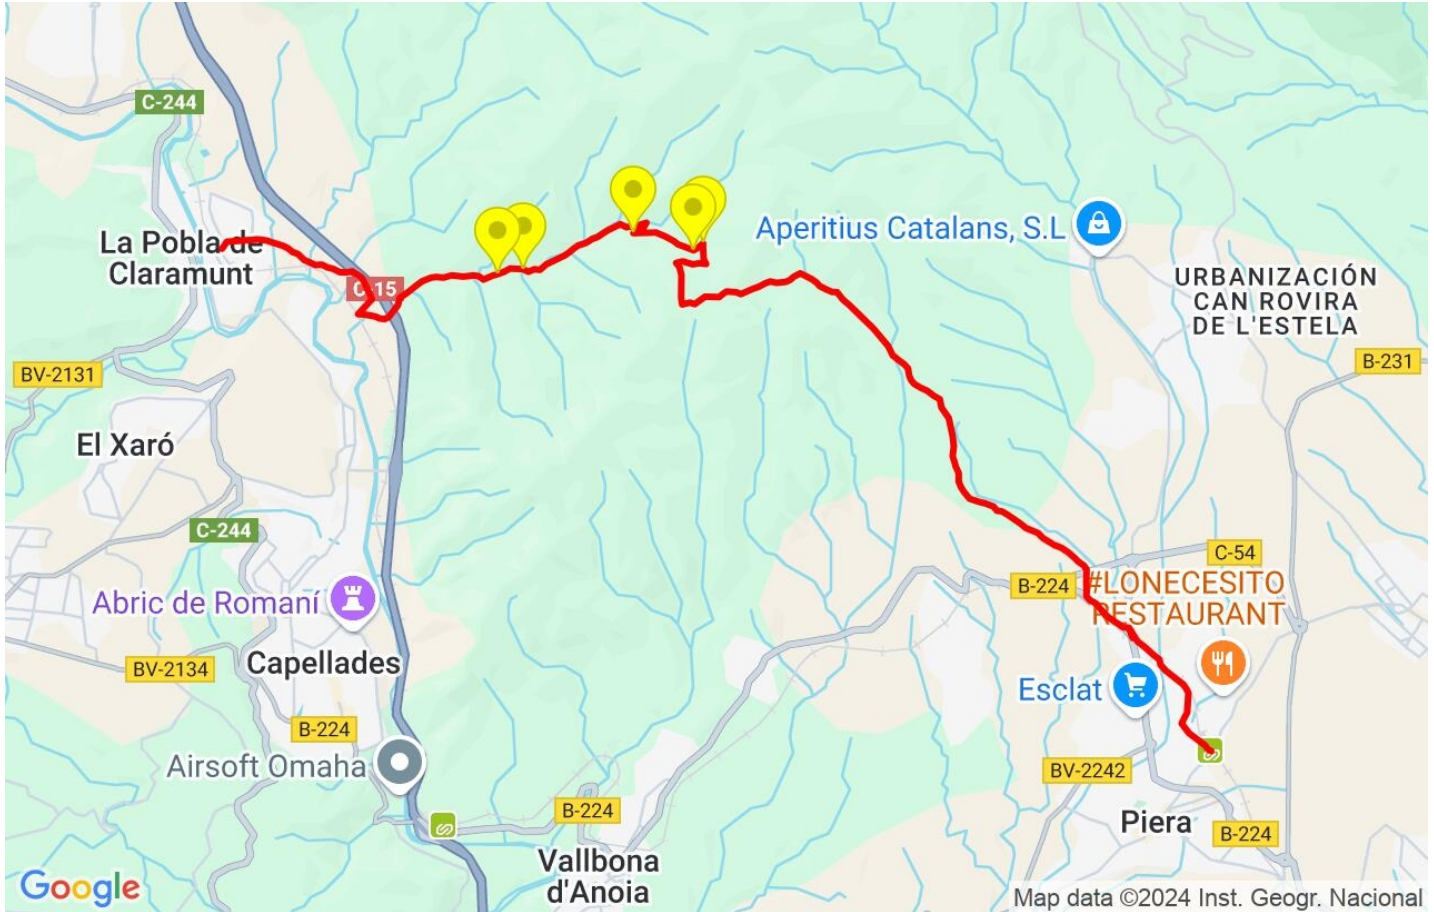 C-244
La Pobla de
Claramunt
C-15
Aperitius Catalans, S.L
URBANIZACIÓN
CAN ROVIRA
DE L'ESTELA
BV-2131
B-231
El Xaró
C-244
C-54
B-224
#LONECESITO
RESTAURANT
Abric de Romaní
BV-2134
Capellades
Esclat
B-224
Airsoft Omaha
BV-2242
B-224
Piera
B-224
Vallbona
d'Anoia
Google
Map data ©2024 Inst. Geogr. Nacional